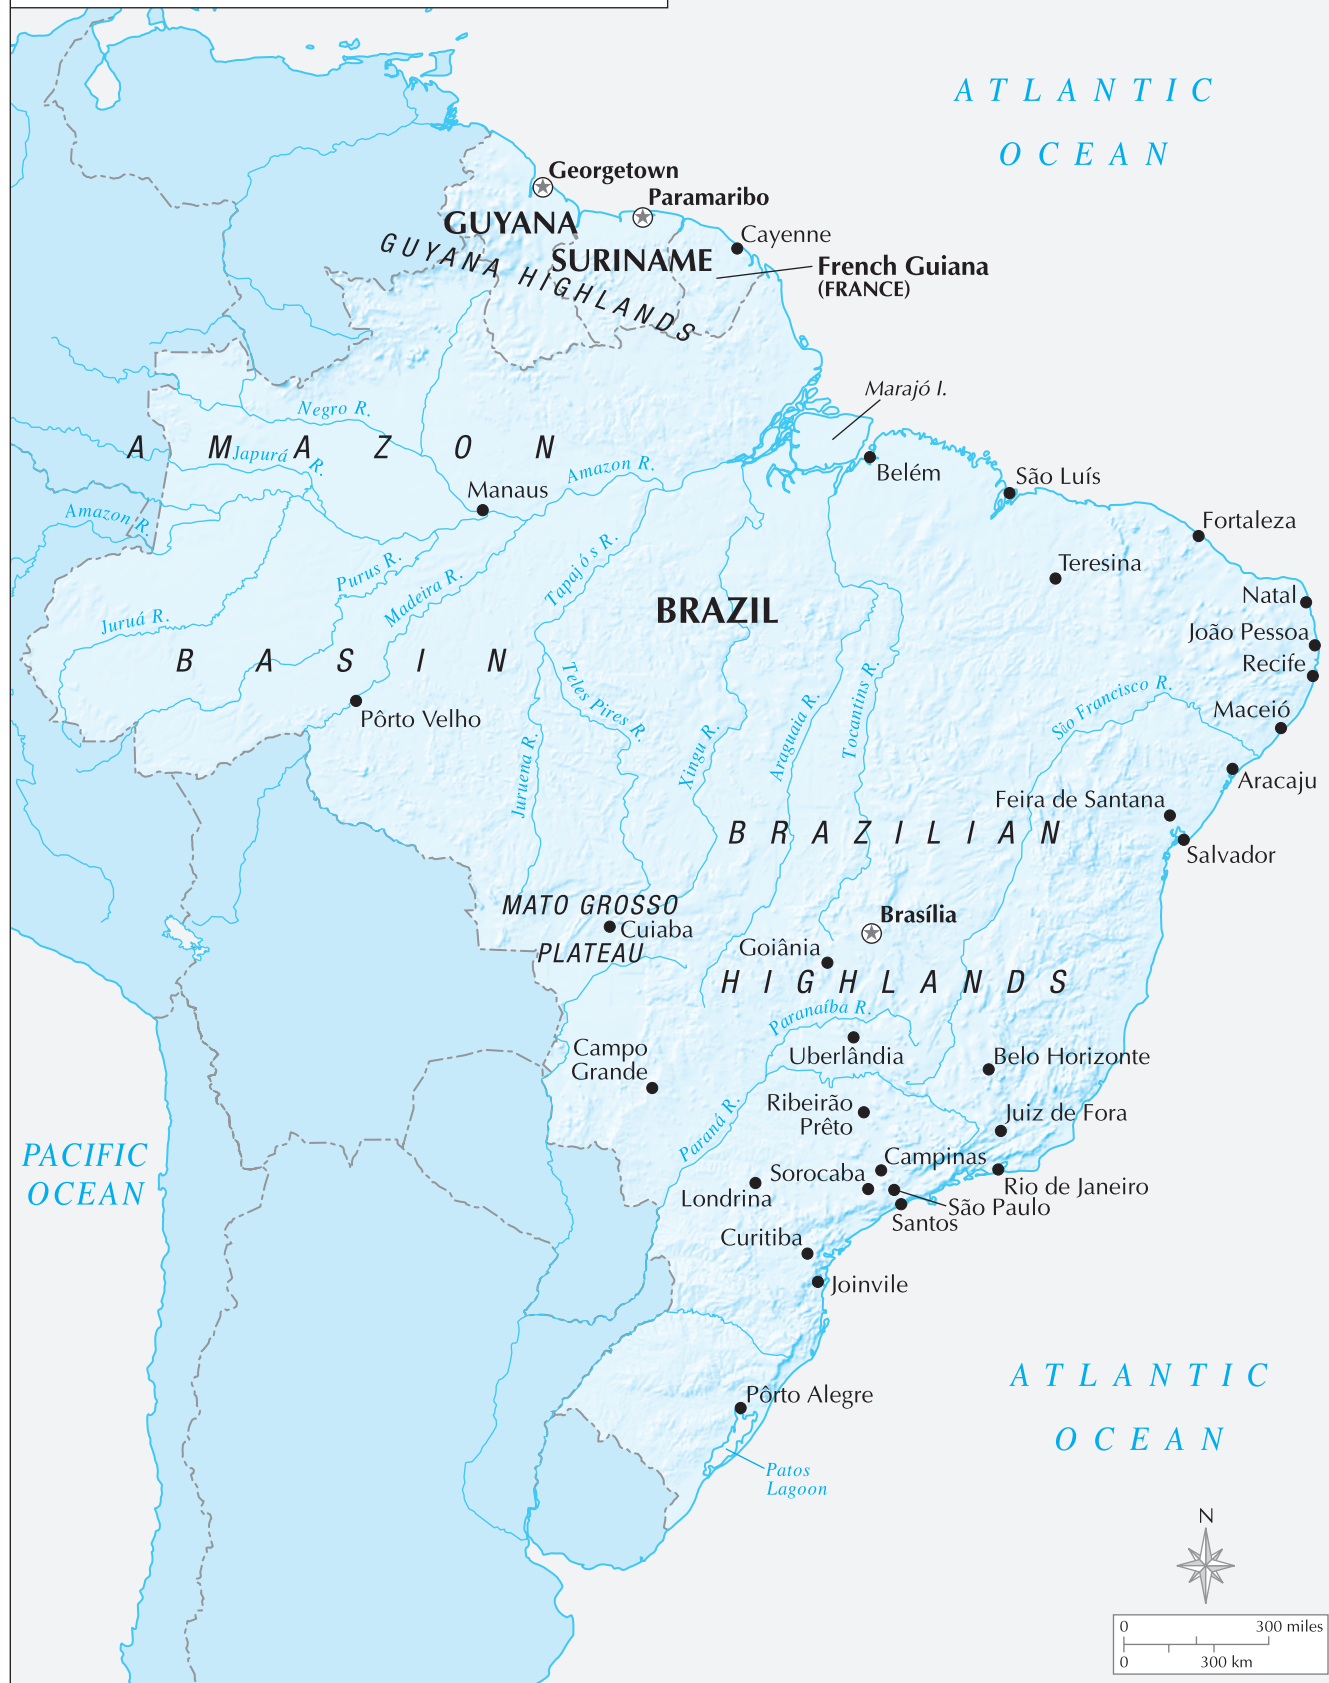 ATLANTIC
OCEAN
Georgetown
Paramaribo
GUYANA
Cayenne
GUYANA HIGHLANDS
SURINAME
French Guiana
(FRANCE)
Marajó I.
Negro R.
AMAZON
Japurá R.
Amazon R.
Belém
São Luís
Manaus
Amazon R.
Fortaleza
Purus R.
Madeira R.
Tapajós R.
Teresina
Natal
BRAZIL
Juruá R.
João Pessoa
BASIN
Recife
Teles Pires R.
São Francisco R.
Pôrto Velho
Maceió
Juruena R.
Xingu R.
Araguaia R.
Tocantins R.
Aracaju
Feira de Santana
BRAZILIAN
Salvador
MATO GROSSO
Brasília
Cuiaba
PLATEAU
Goiânia
HIGHLANDS
Paranaíba R.
Campo
Grande
Uberlândia
Belo Horizonte
Paraná R.
Ribeirão
Prêto
Juiz de Fora
PACIFIC
OCEAN
Campinas
Sorocaba
Rio de Janeiro
Londrina
São Paulo
Santos
Curitiba
Joinvile
ATLANTIC
OCEAN
Pôrto Alegre
Patos
Lagoon
N
0 300 miles
0 300 km